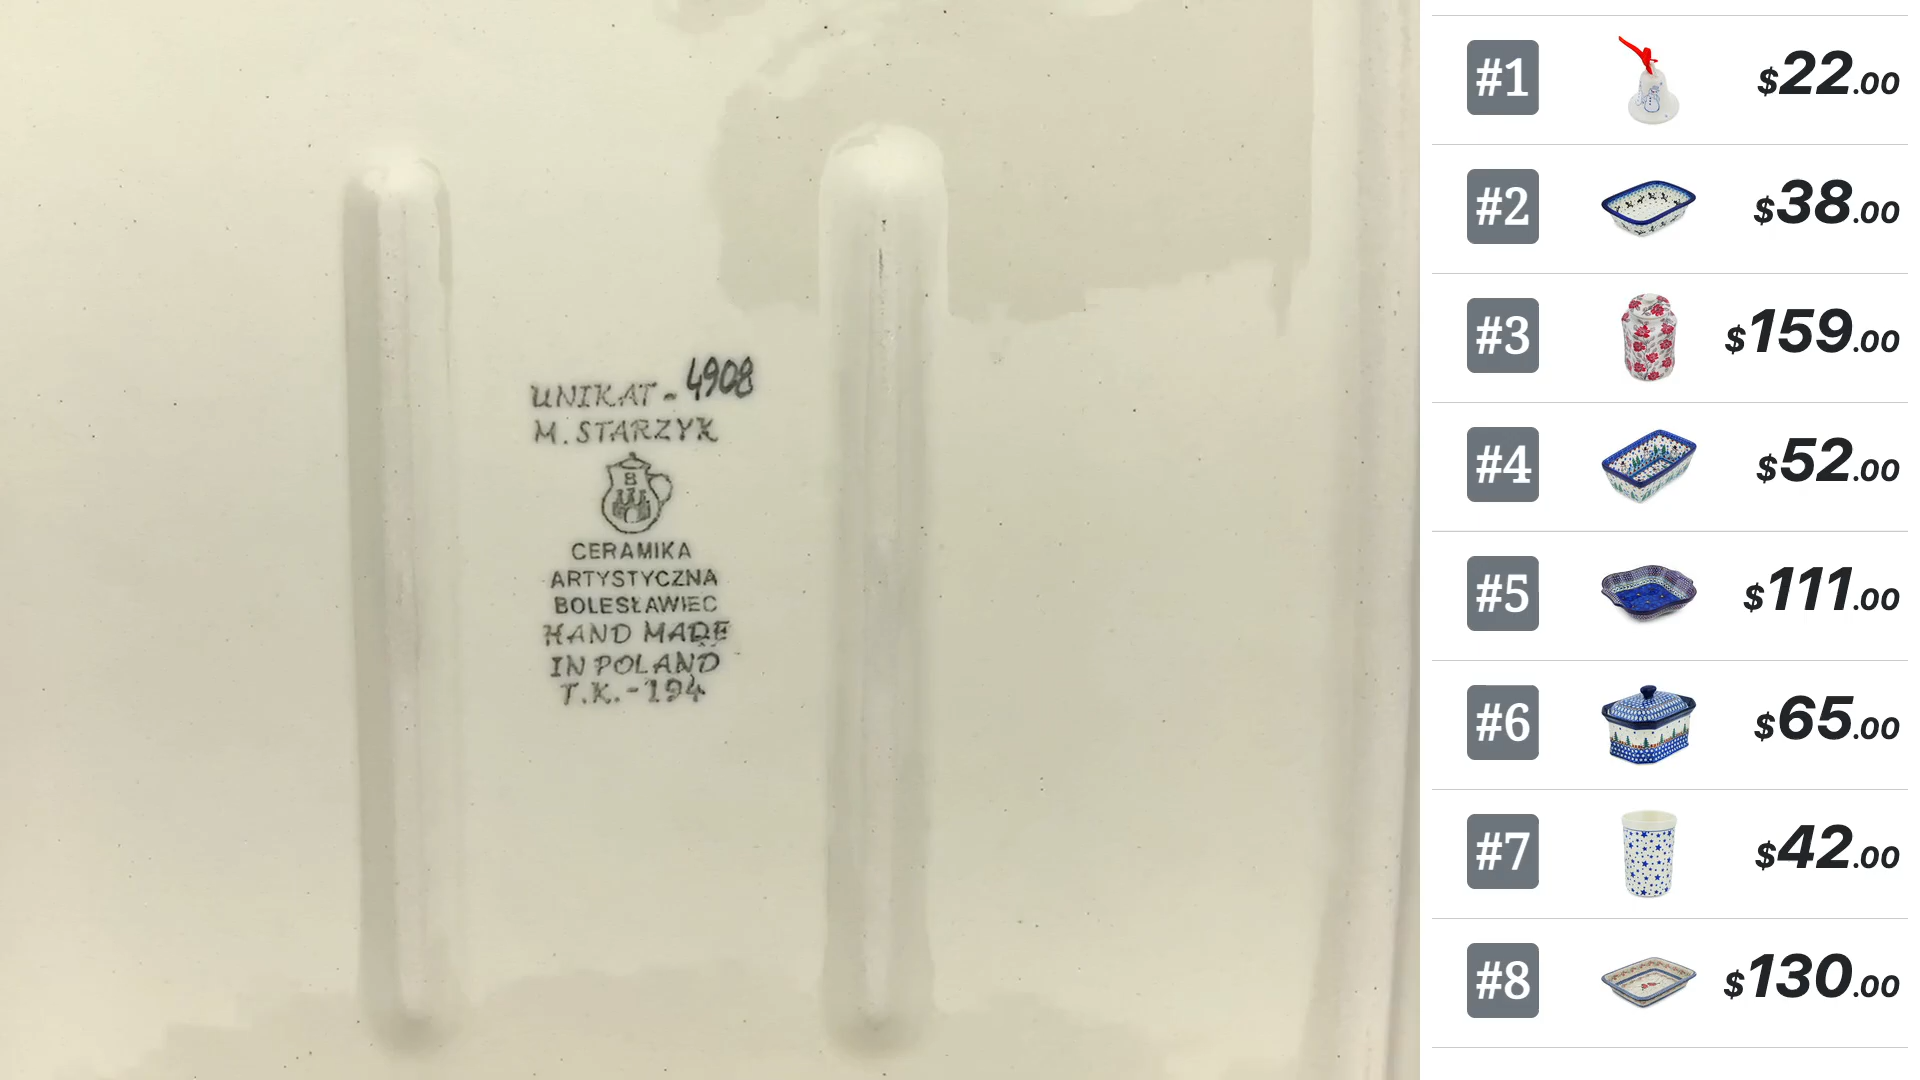 UNIKAT - 4908
M. STARZYK
B
CERAMIKA
ARTYSTYCZNA
BOLESŁAWIEC
HAND MADE
IN POLAND
T.K. - 194
#1 $22.00
#2 $38.00
#3 $159.00
#4 $52.00
#5 $111.00
#6 $65.00
#7 $42.00
#8 $130.00